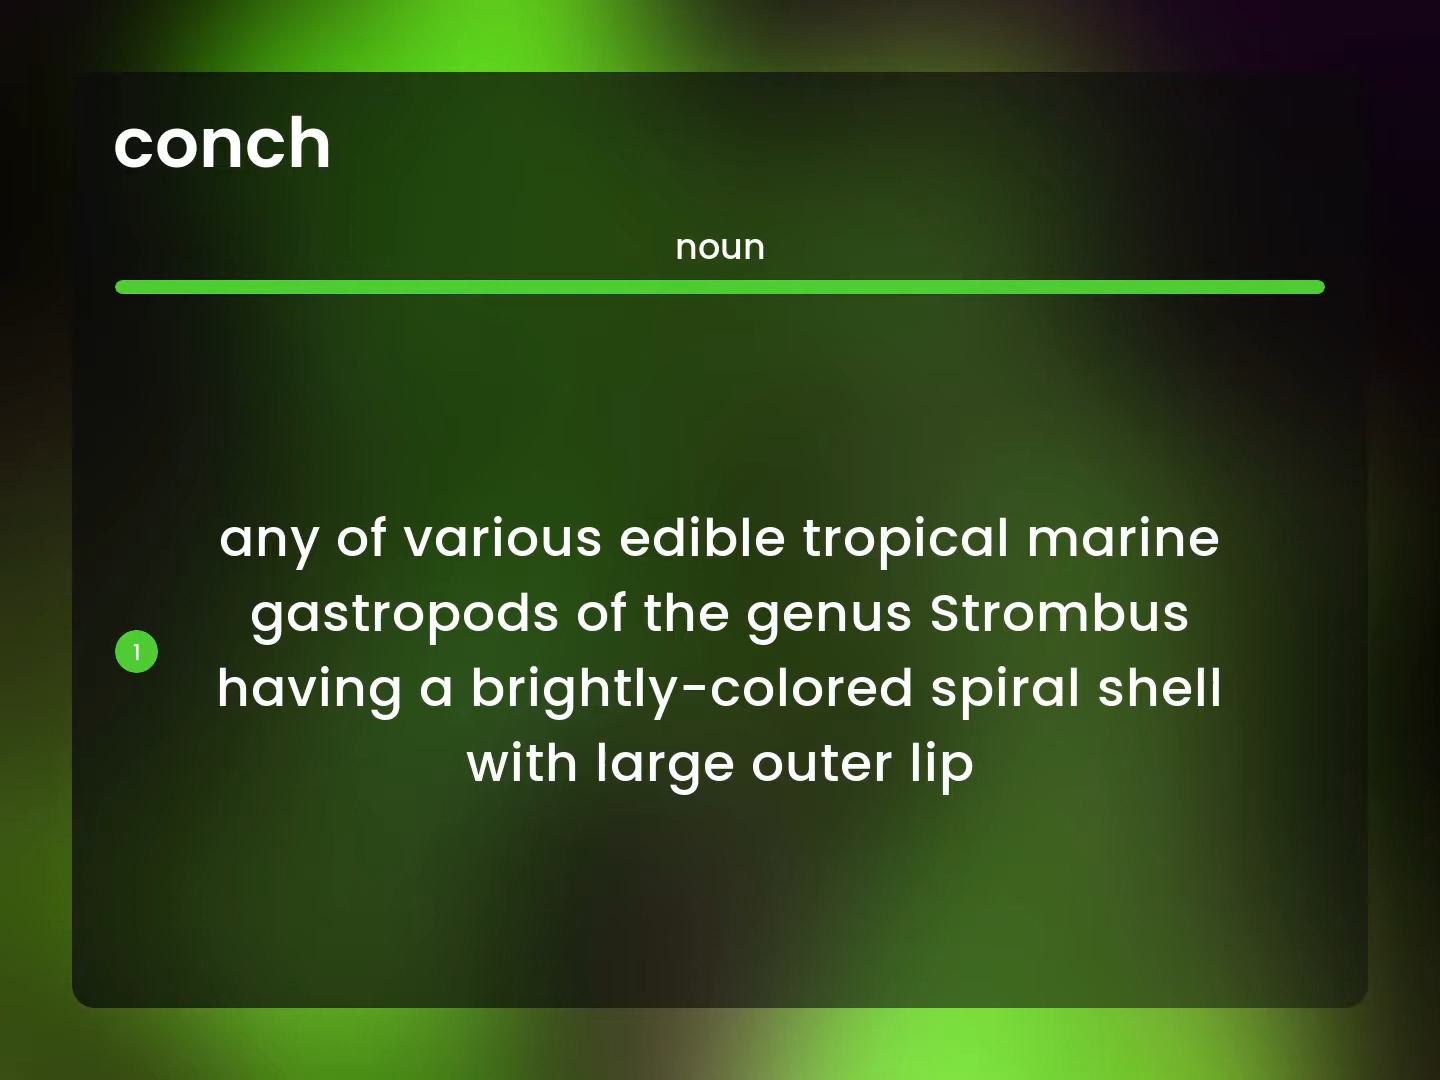 conch
noun
1
any of various edible tropical marine
gastropods of the genus Strombus
having a brightly-colored spiral shell
with large outer lip